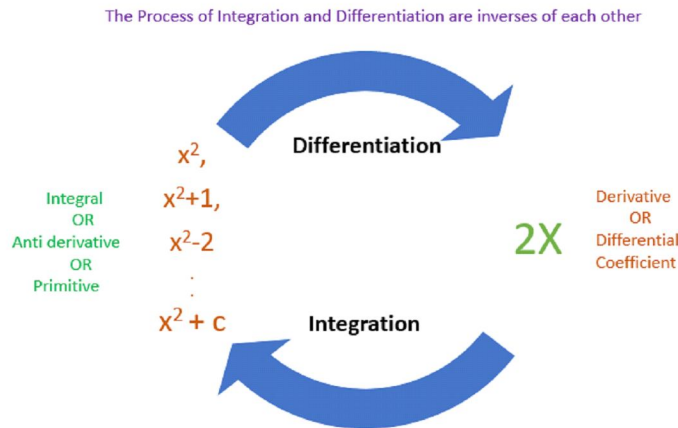 The Process of Integration and Differentiation are inverses of each other
Differentiation
x²,
x²+1,
x²-2
.
.
x² + c
Integral
OR
Anti derivative
OR
Primitive
2X
Derivative
OR
Differential
Coefficient
Integration